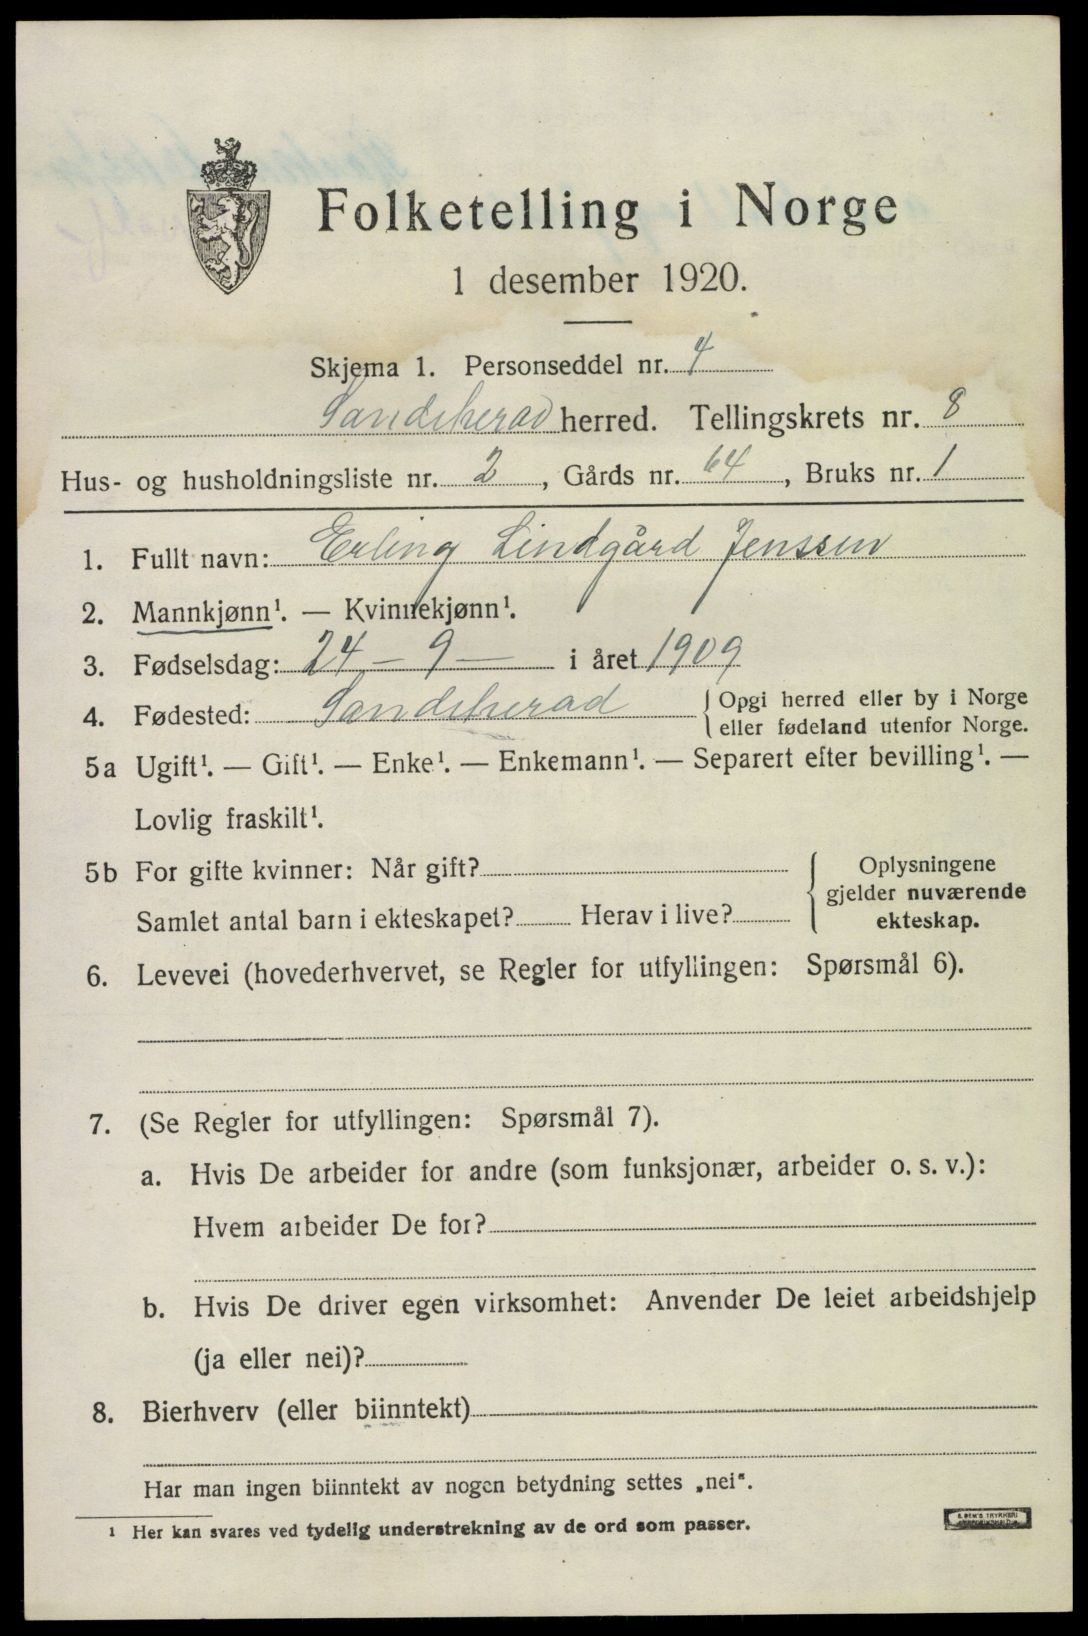 Folketelling i Norge
1 desember 1920.
Skjema 1. Personseddel nr. 4
Sandeherad herred. Tellingskrets nr. 8
Hus- og husholdningsliste nr. 2, Gårds nr. 64, Bruks nr. 1
1. Fullt navn: Erling Lindgård Jenssen
2. Mannkjønn¹. — Kvinnekjønn¹.
3. Fødselsdag: 24 – 9 – i året 1909
4. Fødested: Sandeherad { Opgi herred eller by i Norge
eller fødeland utenfor Norge.
5a Ugift¹. — Gift¹. — Enke¹. — Enkemann¹. — Separert efter bevilling¹. —
Lovlig fraskilt¹.
5b For gifte kvinner: Når gift? { Oplysningene
gjelder nuværende
Samlet antal barn i ekteskapet? Herav i live? ekteskap.
6. Levevei (hovederhvervet, se Regler for utfyllingen: Spørsmål 6).
7. (Se Regler for utfyllingen: Spørsmål 7).
a. Hvis De arbeider for andre (som funksjonær, arbeider o. s. v.):
Hvem arbeider De for?
b. Hvis De driver egen virksomhet: Anvender De leiet arbeidshjelp
(ja eller nei)?
8. Bierhverv (eller biinntekt)
Har man ingen biinntekt av nogen betydning settes „nei“.
¹ Her kan svares ved tydelig understrekning av de ord som passer.